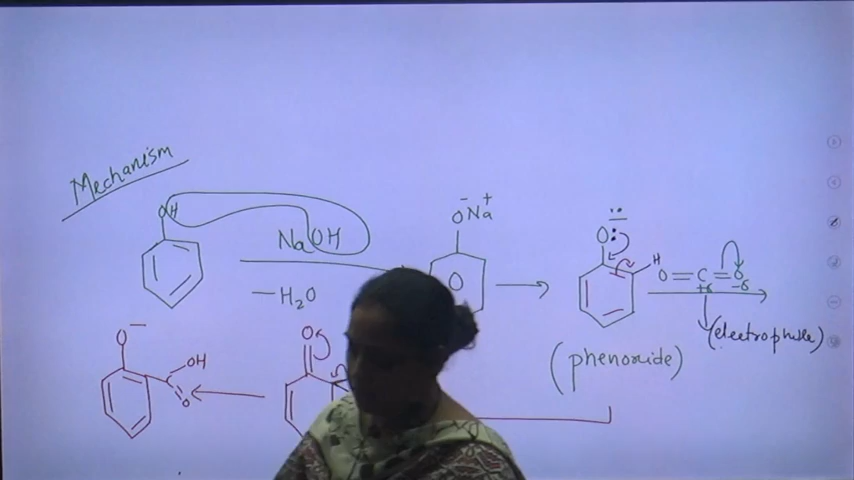 Mechanism
OH
NaOH
—H2O
O⁻Na⁺
O
O
H
O=C=O
+δ
-δ
(electrophile)
(phenoxide)
O
O⁻
OH
O